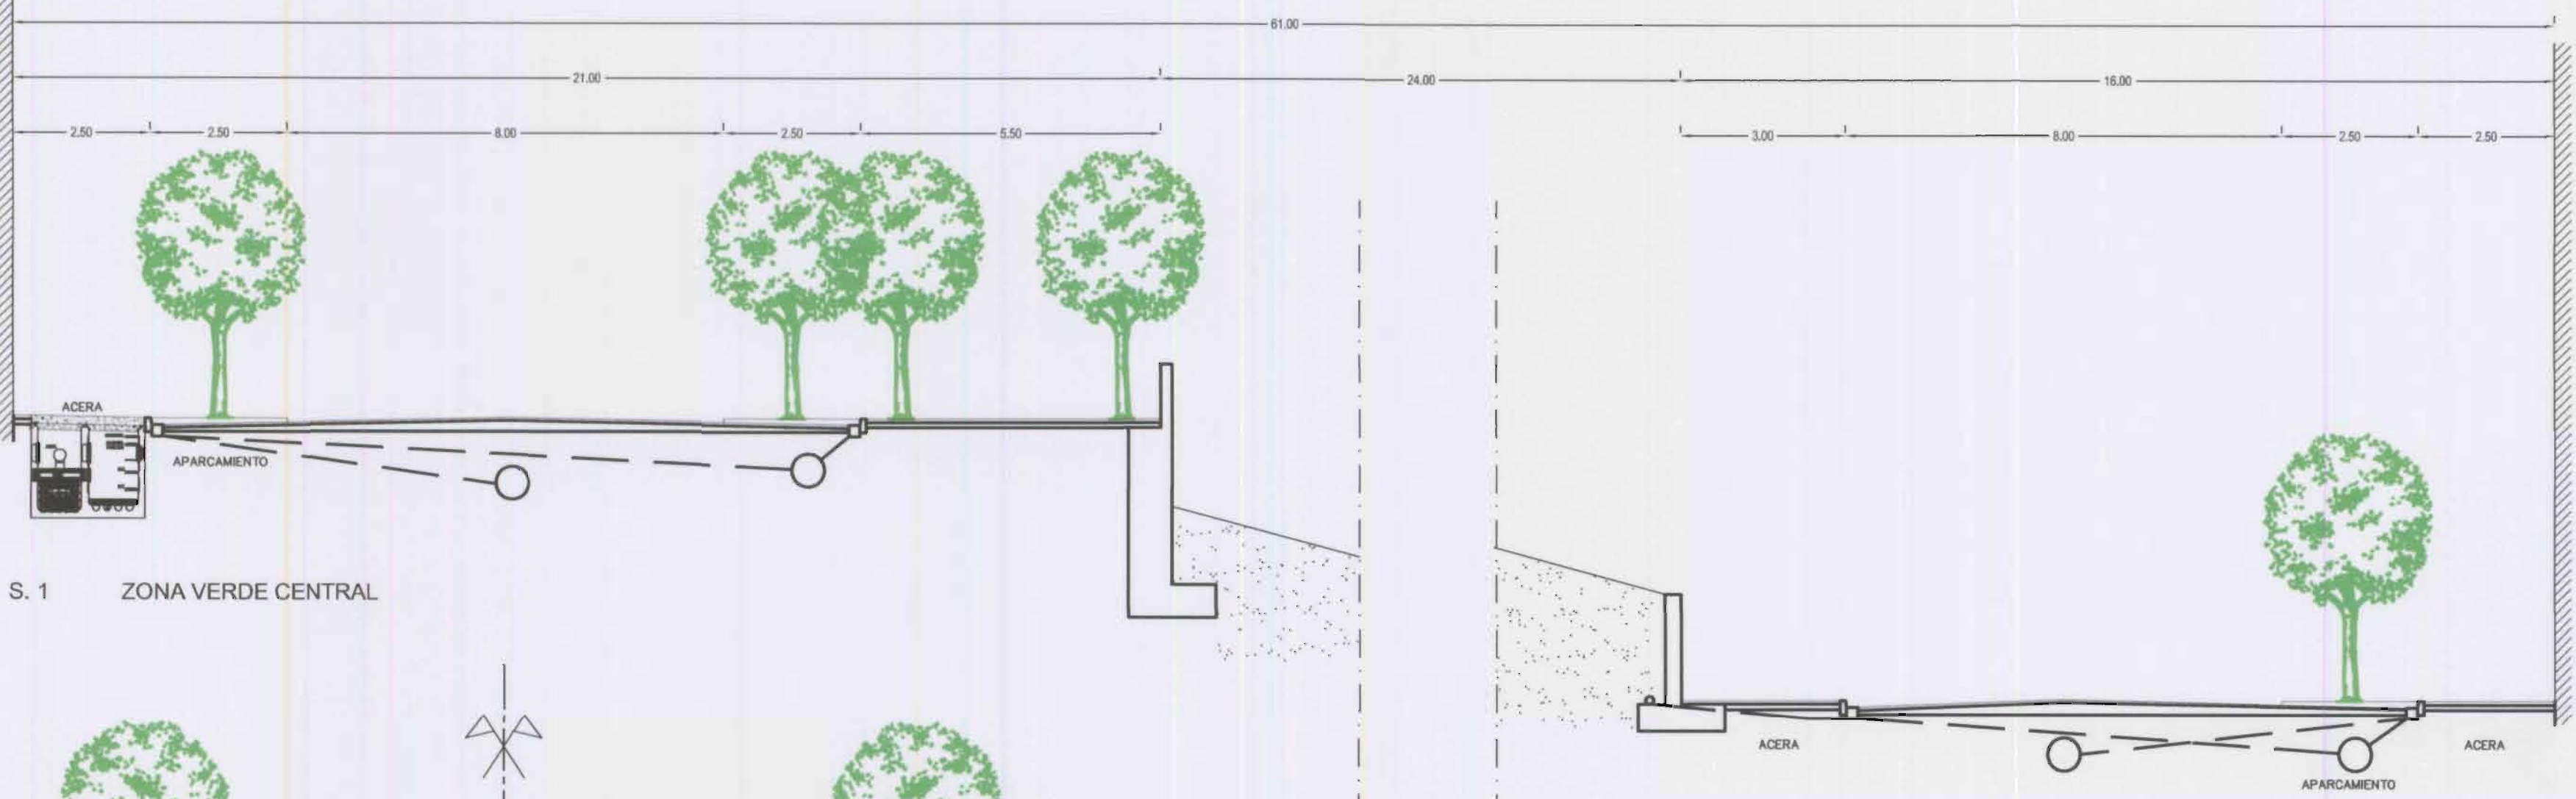 61.00
21.00 24.00 16.00
2.50 2.50 8.00 2.50 5.50 3.00 8.00 2.50 2.50
ACERA
APARCAMIENTO
S. 1 ZONA VERDE CENTRAL
ACERA ACERA
APARCAMIENTO